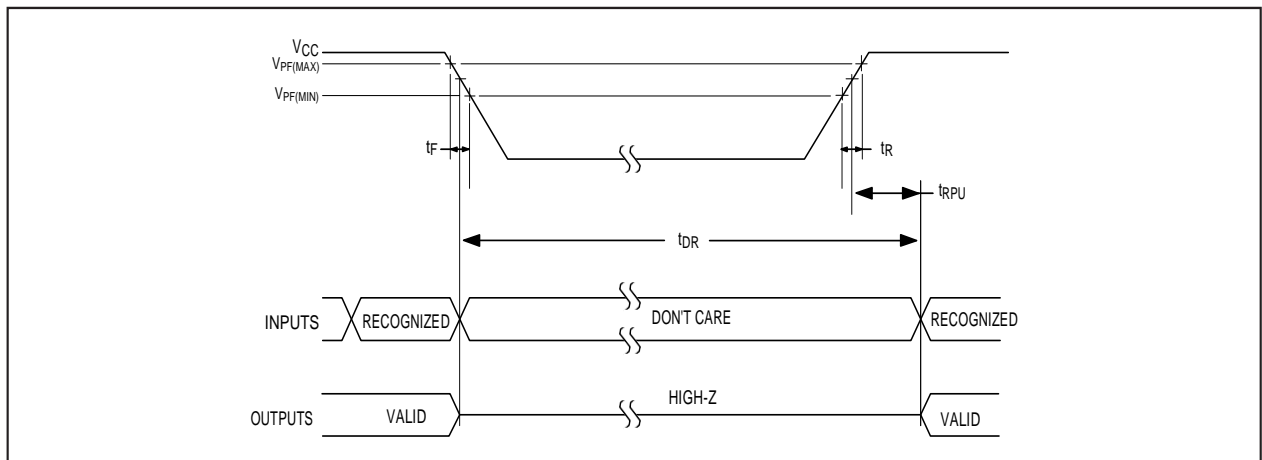 VCC
VPF(MAX)
VPF(MIN)
tF
tR
tRPU
tDR
INPUTS
RECOGNIZED
DON'T CARE
RECOGNIZED
HIGH-Z
OUTPUTS
VALID
VALID